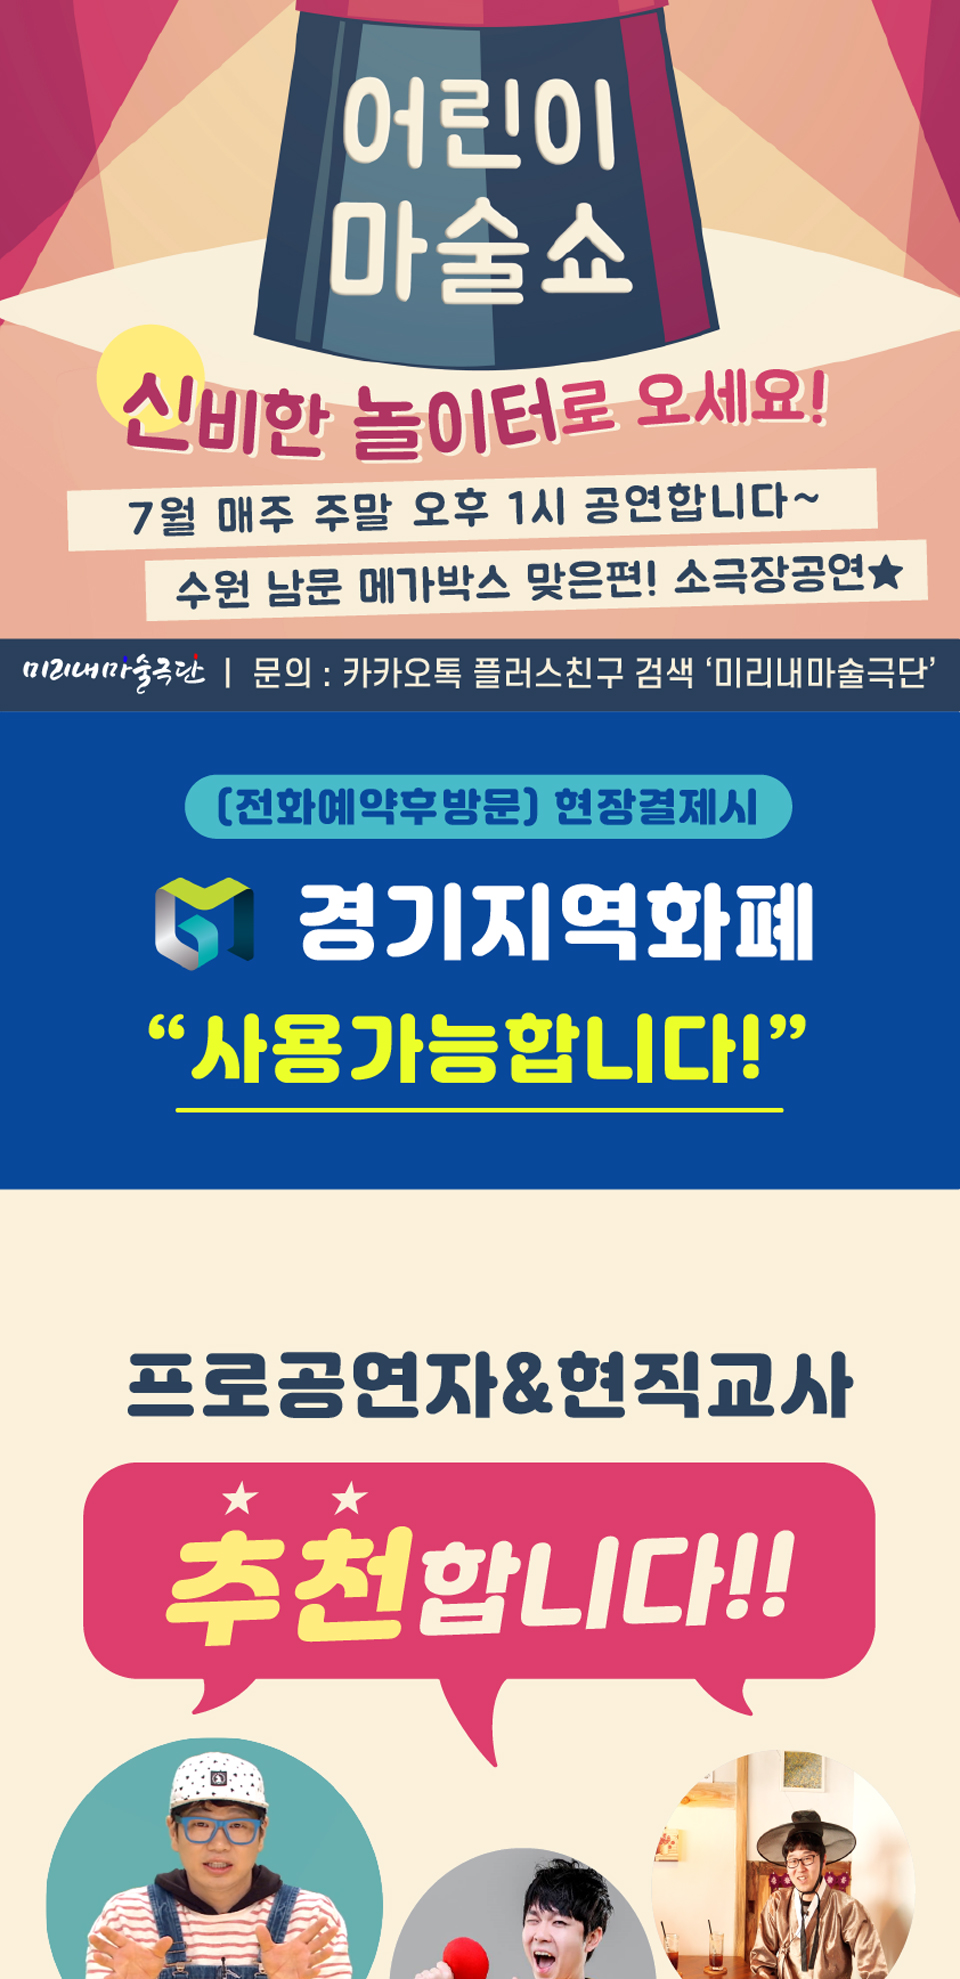 어린이
마술쇼
신비한 놀이터로 오세요!
7월 매주 주말 오후 1시 공연합니다~
수원 남문 메가박스 맞은편! 소극장공연★
미리내마술극단 | 문의 : 카카오톡 플러스친구 검색 ‘미리내마술극단’
(전화예약후방문) 현장결제시
경기지역화폐
“사용가능합니다!”
프로공연자&현직교사
추천합니다!!